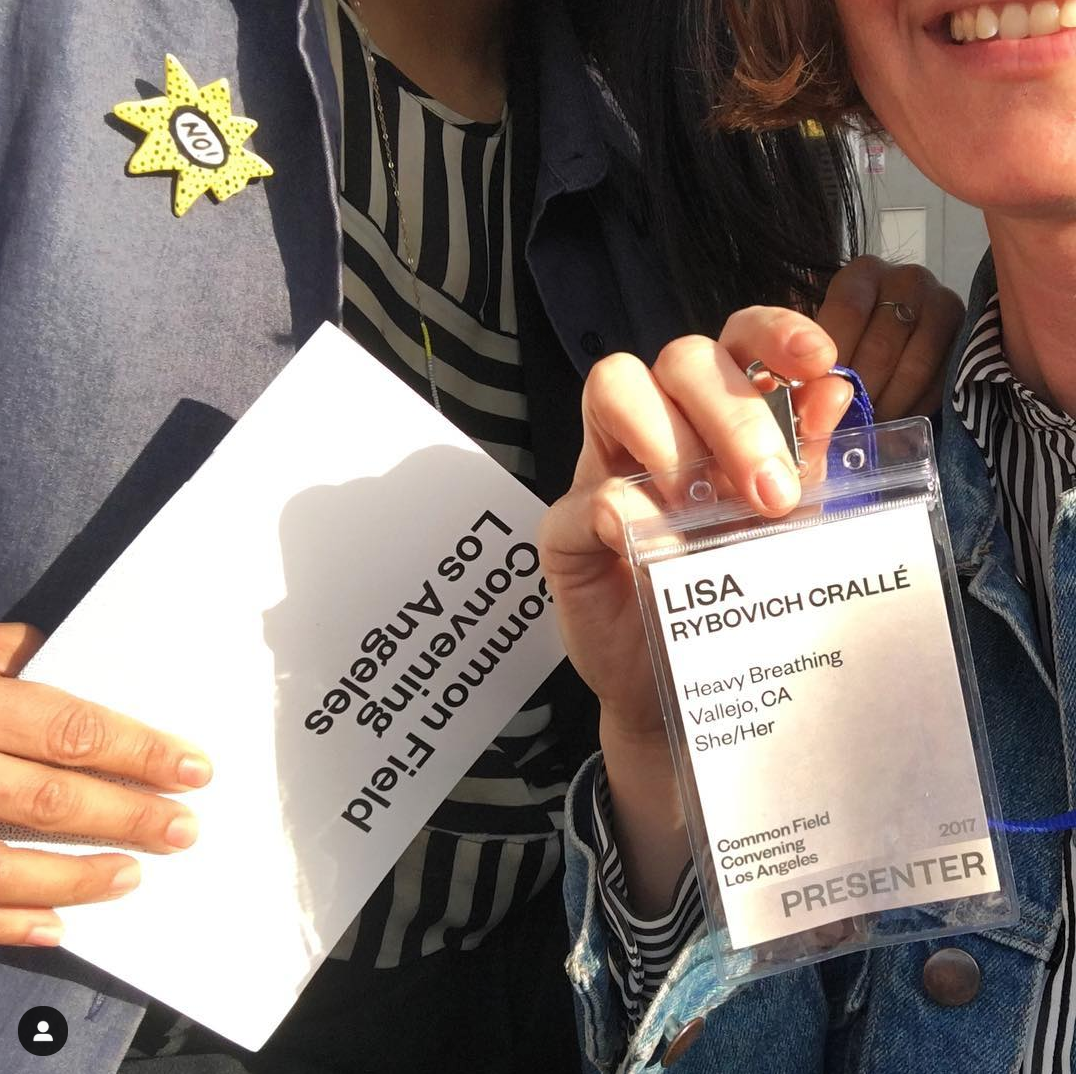 NO!
Common Field
Convening
Los Angeles
LISA
RYBOVICH CRALLÉ
Heavy Breathing
Vallejo, CA
She/Her
Common Field
Convening
Los Angeles
2017
PRESENTER